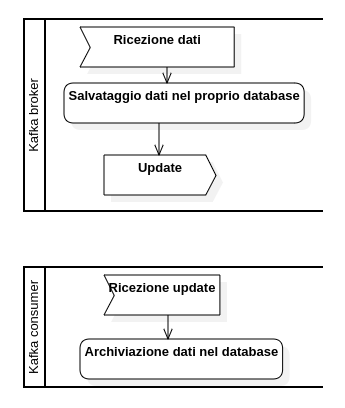 Kafka broker
Ricezione dati
Salvataggio dati nel proprio database
Update
Kafka consumer
Ricezione update
Archiviazione dati nel database